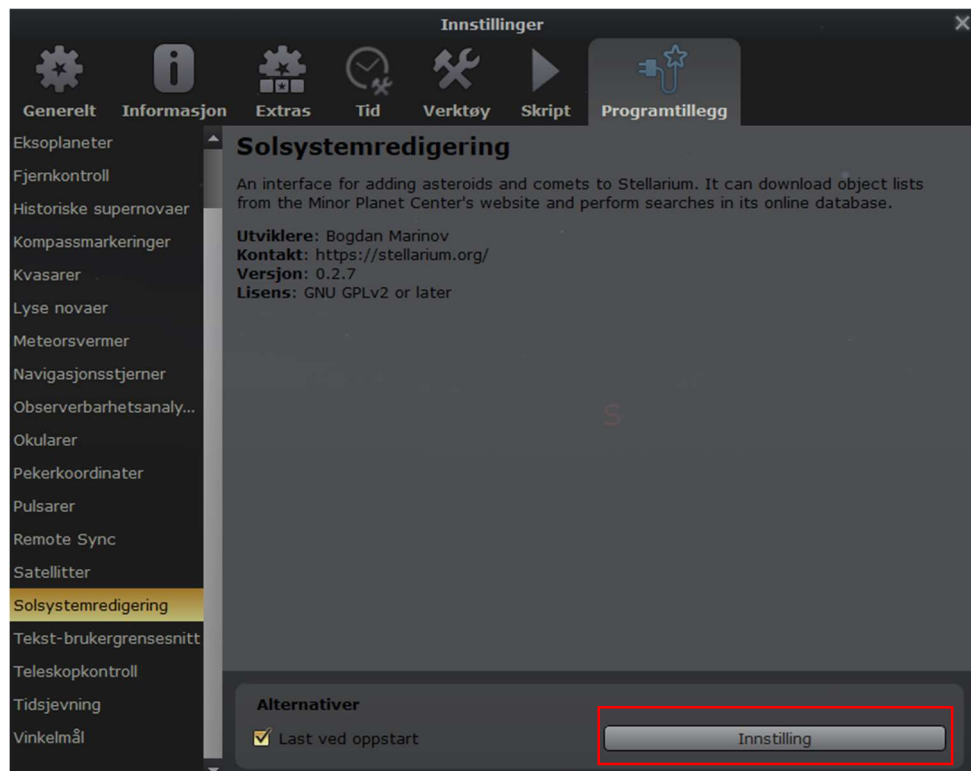 Innstillinger
Generelt
Informasjon
Extras
Tid
Verktøy
Skript
Programtillegg
Eksoplaneter
Fjernkontroll
Historiske supernovaer
Kompassmarkeringer
Kvasarer
Lyse novaer
Meteorsvermer
Navigasjonsstjerner
Observerbarhetsanaly...
Okularer
Pekerkoordinater
Pulsarer
Remote Sync
Satellitter
Solsystemredigering
Tekst-brukergrensesnitt
Teleskopkontroll
Tidsjevning
Vinkelmål
Solsystemredigering
An interface for adding asteroids and comets to Stellarium. It can download object lists
from the Minor Planet Center's website and perform searches in its online database.
Utviklere: Bogdan Marinov
Kontakt: https://stellarium.org/
Versjon: 0.2.7
Lisens: GNU GPLv2 or later
S
Alternativer
Last ved oppstart
Innstilling